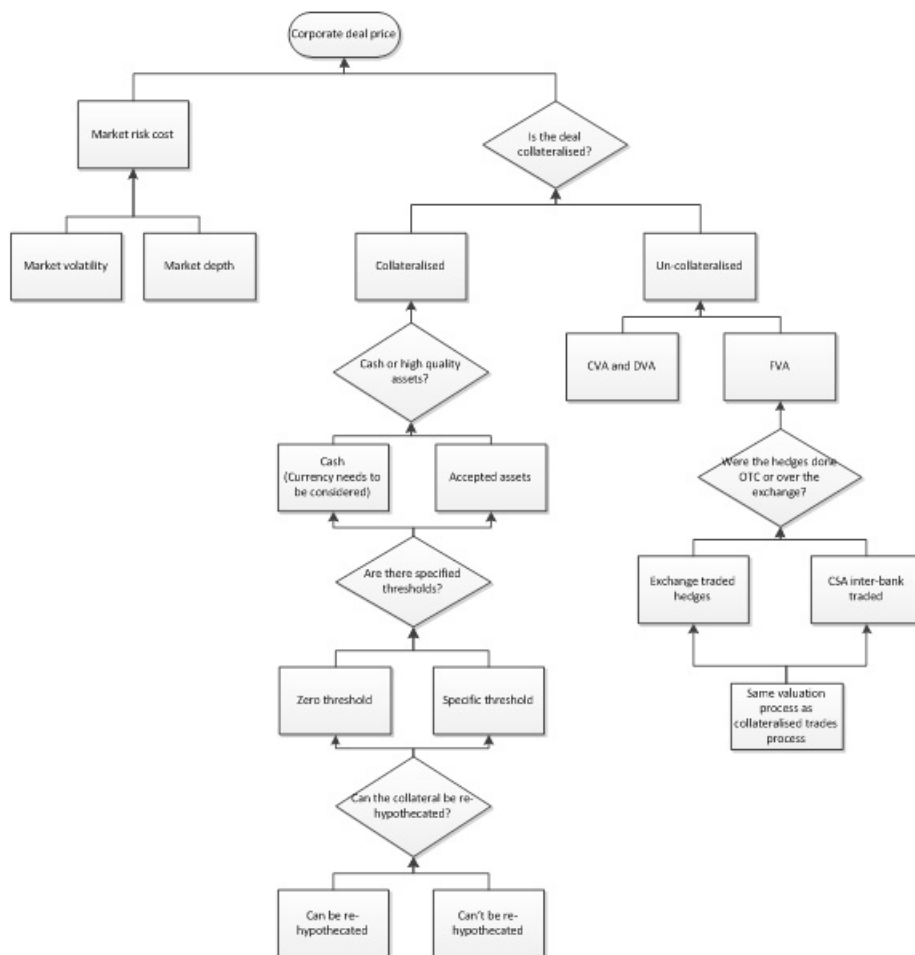 Corporate deal price
Market risk cost
Is the deal
collateralised?
Market volatility
Market depth
Collateralised
Un-collateralised
Cash or high quality
assets?
CVA and DVA
FVA
Cash
(Currency needs to
be considered)
Accepted assets
Were the hedges done
OTC or over the
exchange?
Are there specified
thresholds?
Exchange traded
hedges
CSA inter-bank
traded
Zero threshold
Specific threshold
Same valuation
process as
collateralised trades
process
Can the collateral be re-
hypothecated?
Can be re-
hypothecated
Can't be re-
hypothecated